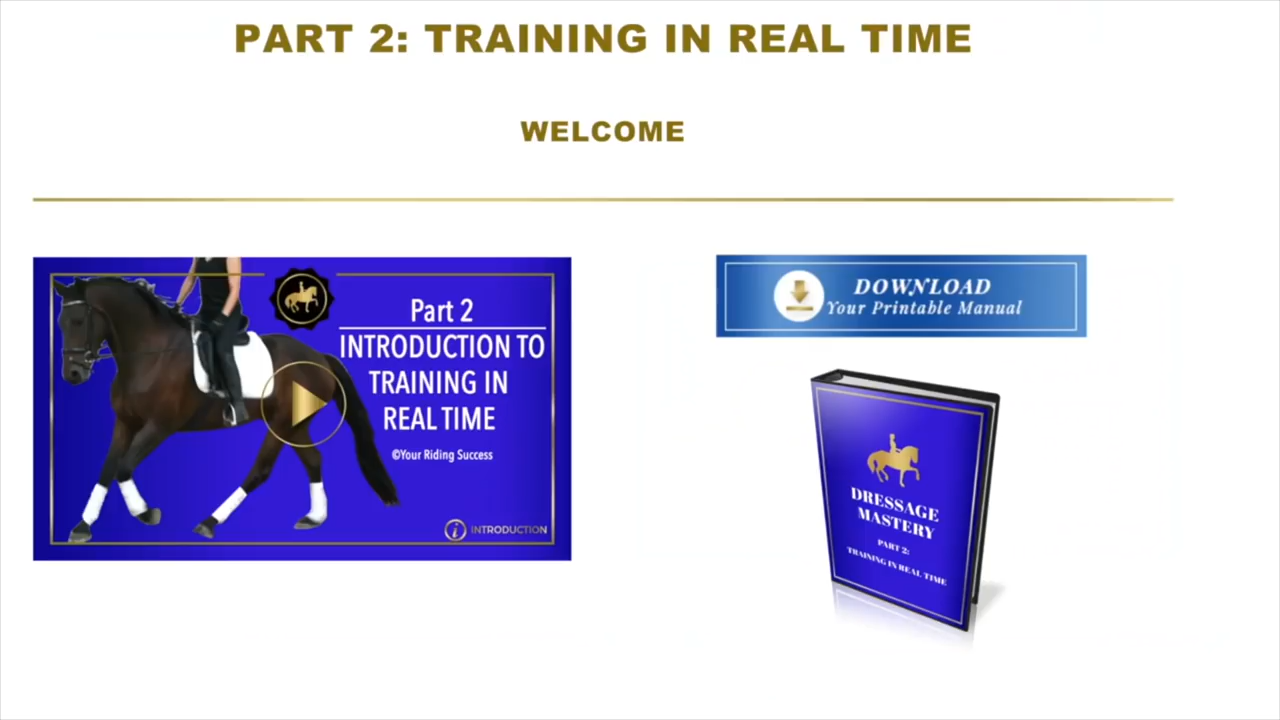 PART 2: TRAINING IN REAL TIME
WELCOME
Part 2
INTRODUCTION TO
TRAINING IN
REAL TIME
©Your Riding Success
i INTRODUCTION
DOWNLOAD
Your Printable Manual
DRESSAGE
MASTERY
PART 2:
TRAINING IN REAL TIME